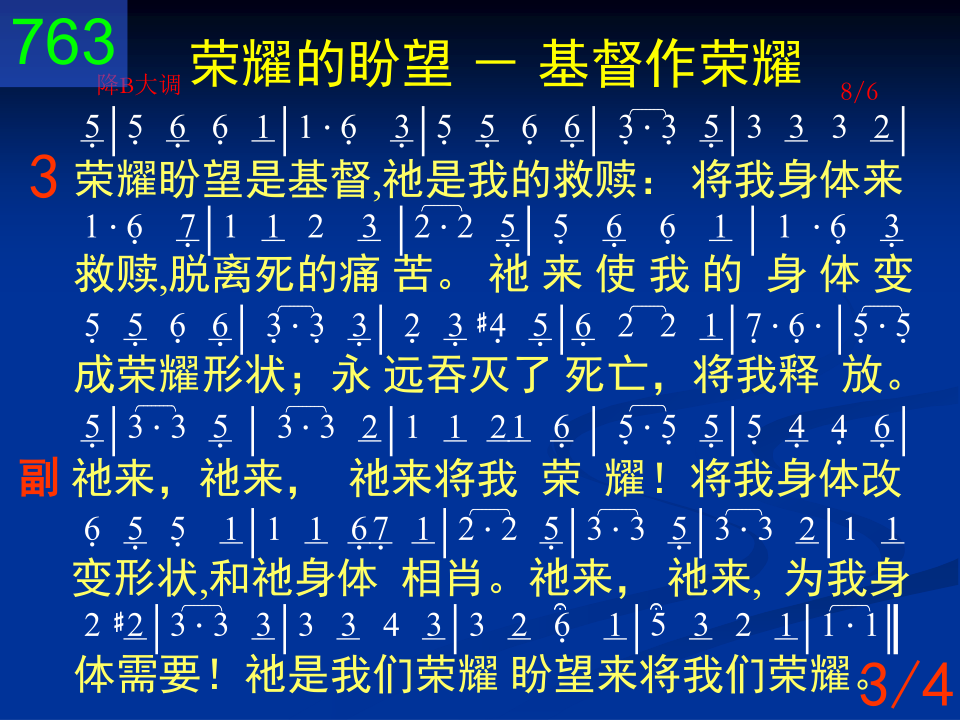 763
荣耀的盼望 － 基督作荣耀
降B大调
8/6
5│5 6 6 1│1 · 6 3│5 5 6 6│3 · 3 5│3 3 3 2│
3 荣耀盼望是基督,祂是我的救赎： 将我身体来
1 · 6 7│1 1 2 3│2 · 2 5│5 6 6 1│1 · 6 3
救赎,脱离死的痛 苦。 祂 来 使 我 的 身 体 变
5 5 6 6│3 · 3 3│2 3 #4 5│6 2 2 1│7 · 6 ·│5 · 5
成荣耀形状；永 远吞灭了 死亡，将我释 放。
5│3 · 3 5│3 · 3 2│1 1 21 6│5 · 5 5│5 4 4 6│
副 祂来，祂来， 祂来将我 荣 耀！将我身体改
6 5 5 1│1 1 67 1│2 · 2 5│3 · 3 5│3 · 3 2│1 1
变形状,和祂身体 相肖。祂来， 祂来, 为我身
2 #2│3 · 3 3│3 3 4 3│3 2 6 1│5 3 2 1│1 · 1‖
体需要！祂是我们荣耀 盼望来将我们荣耀。
3/4